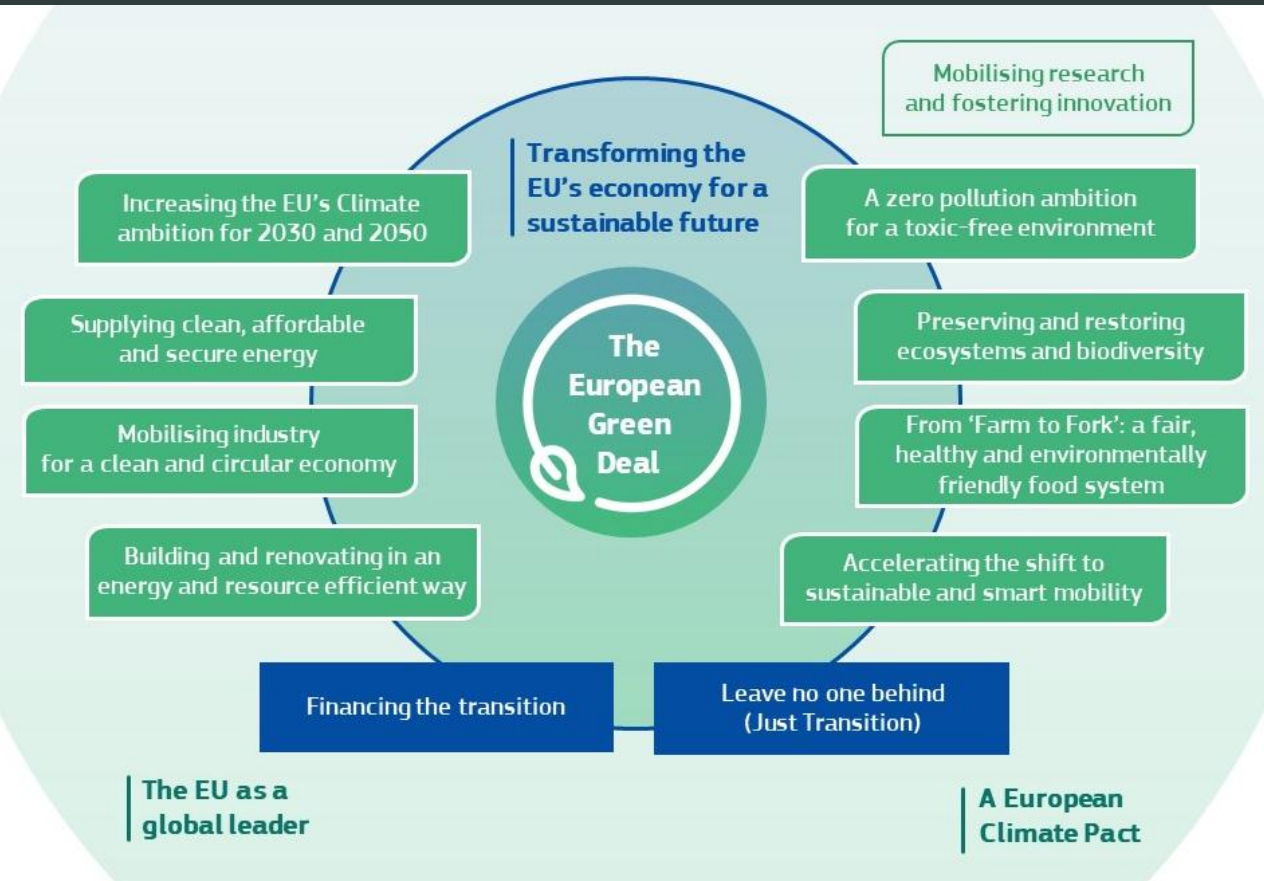 Mobilising research
and fostering innovation
Transforming the
EU's economy for a
sustainable future
Increasing the EU's Climate
ambition for 2030 and 2050
A zero pollution ambition
for a toxic-free environment
Supplying clean, affordable
and secure energy
Preserving and restoring
ecosystems and biodiversity
The
European
Green
Deal
Mobilising industry
for a clean and circular economy
From ‘Farm to Fork’: a fair,
healthy and environmentally
friendly food system
Building and renovating in an
energy and resource efficient way
Accelerating the shift to
sustainable and smart mobility
Financing the transition
Leave no one behind
(Just Transition)
The EU as a
global leader
A European
Climate Pact